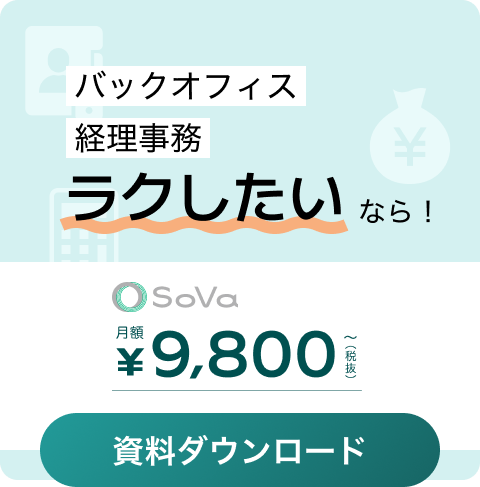 バックオフィス
経理事務
ラクしたいなら！
¥
SoVa
月額
¥9,800〜（税抜）
資料ダウンロード